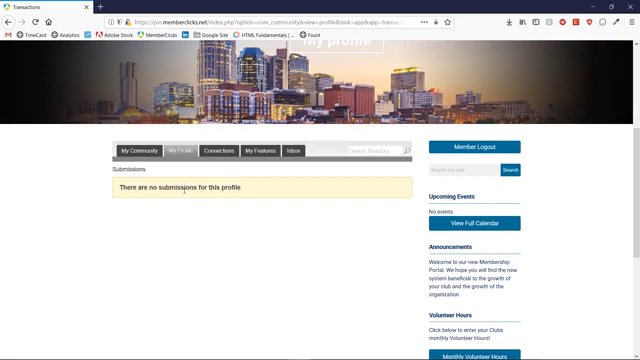 Transactions
https://pro.memberclicks.net/index.php?option=com_community&view=profile&task=app&app=transac
TimeCard
Analytics
Adobe Stock
MemberClicks
Google Site
HTML Fundamentals |
Fount
My profile
My Community
My Profile
Connections
My Features
Inbox
Search Directory
Member Logout
Submissions
Search our site...
Search
There are no submissions for this profile
Upcoming Events
No events
View Full Calendar
Announcements
Welcome to our new Membership
Portal. We hope you will find the new
system beneficial to the growth of
your club and the growth of the
organization.
Volunteer Hours
Click below to enter your Clubs
monthly Volunteer Hours!
Monthly Volunteer Hours